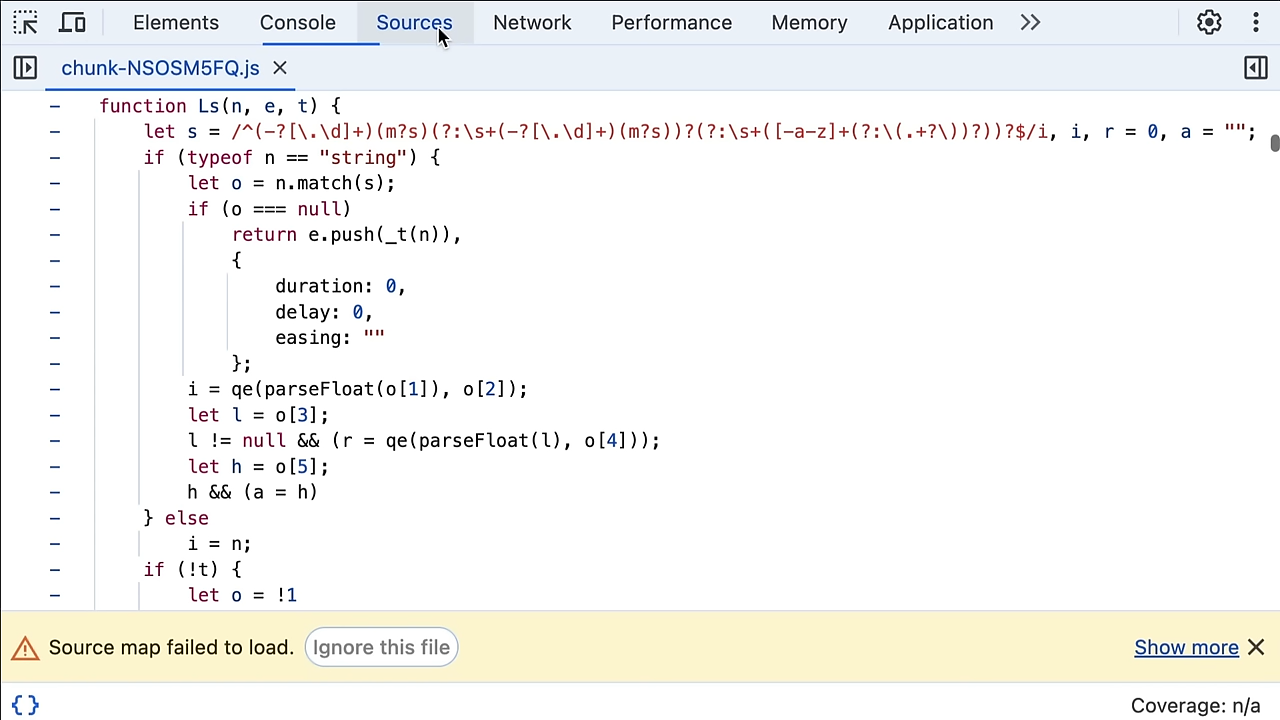 Elements Console Sources Network Performance Memory Application
chunk-NSOSM5FQ.js
function Ls(n, e, t) {
let s = /^(-?[\.\d]+)(m?s)(?:\s+(-?[\.\d]+)(m?s))?(?:\s+([-a-z]+(?:\(.+?\))?))?$/i, i, r = 0, a = "";
if (typeof n == "string") {
let o = n.match(s);
if (o === null)
return e.push(_t(n)),
{
duration: 0,
delay: 0,
easing: ""
};
i = qe(parseFloat(o[1]), o[2]);
let l = o[3];
l != null && (r = qe(parseFloat(l), o[4]));
let h = o[5];
h && (a = h)
} else
i = n;
if (!t) {
let o = !1
Source map failed to load. Ignore this file Show more
{ } Coverage: n/a